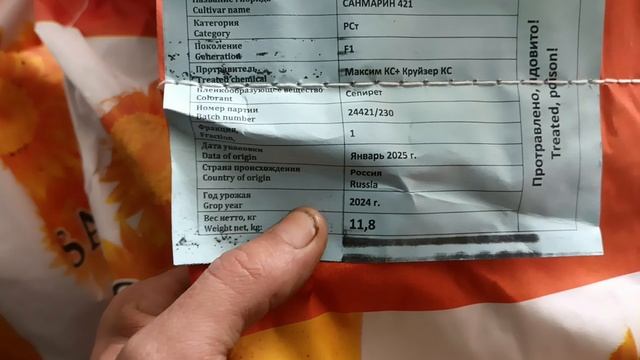 Название гибрида
Cultivar name
САНМАРИН 421
Категория
Category
РСт
Поколение
Generation
F1
Протравитель
Treated chemical
Максим КС+ Круйзер КС
Пленкообразующее вещество
Colorant
Сепирет
Номер партии
Batch number
24421/230
Фракция,
Fraction,
1
Дата упаковки
Data of origin
Январь 2025 г.
Страна происхождения
Country of origin
Россия
Russia
Год урожая
Grop year
2024 г.
Вес нетто, кг
Weight net, kg:
11,8
Протравлено, ядовито!
Treated, poison!
SA